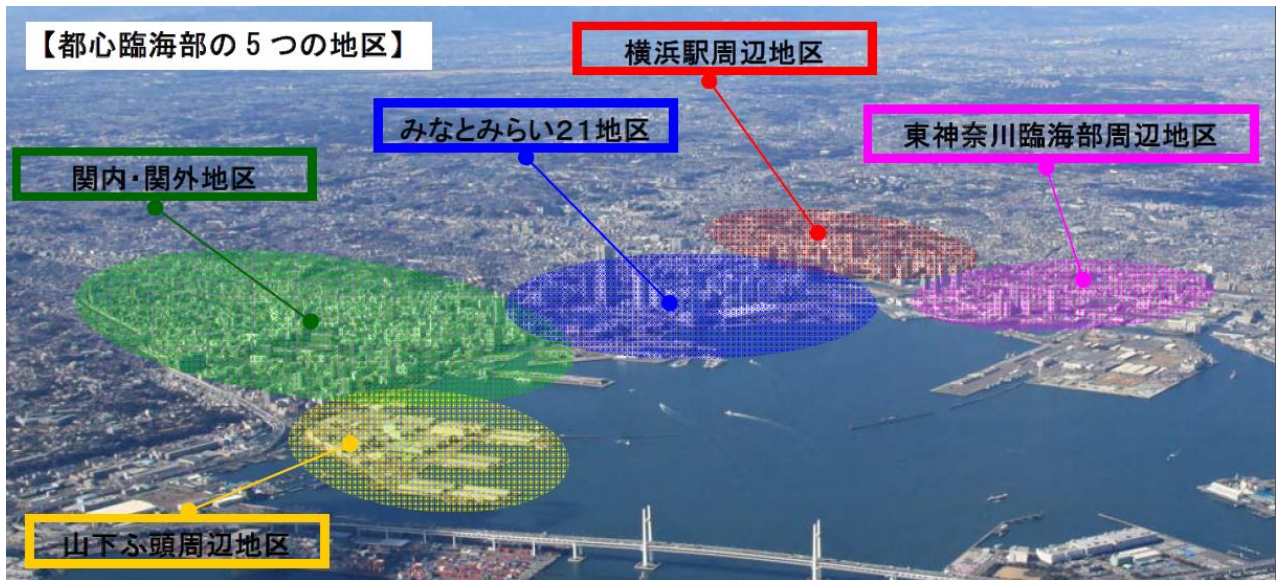 【都心臨海部の5つの地区】
横浜駅周辺地区
みなとみらい21地区
東神奈川臨海部周辺地区
関内・関外地区
山下ふ頭周辺地区